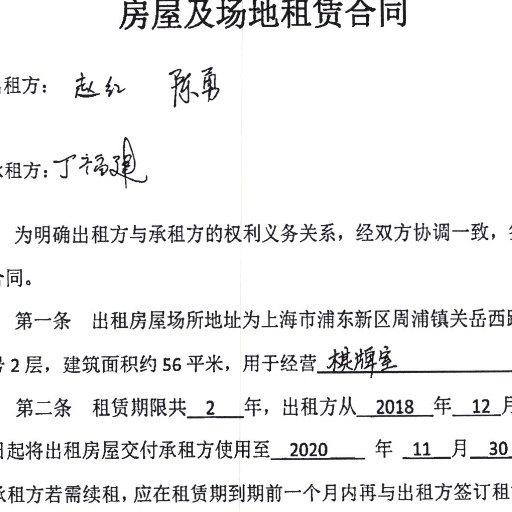 房屋及场地租赁合同
出租方： 赵红 陈勇
承租方：丁福建
为明确出租方与承租方的权利义务关系，经双方协调一致，
合同。
第一条 出租房屋场所地址为上海市浦东新区周浦镇关岳西路
号 2 层，建筑面积约 56 平米，用于经营 棋牌室
第二条 租赁期限共 2 年，出租方从 2018 年 12 月
日起将出租房屋交付承租方使用至 2020 年 11 月 30
承租方若需续租，应在租赁期到期前一个月内再与出租方签订租